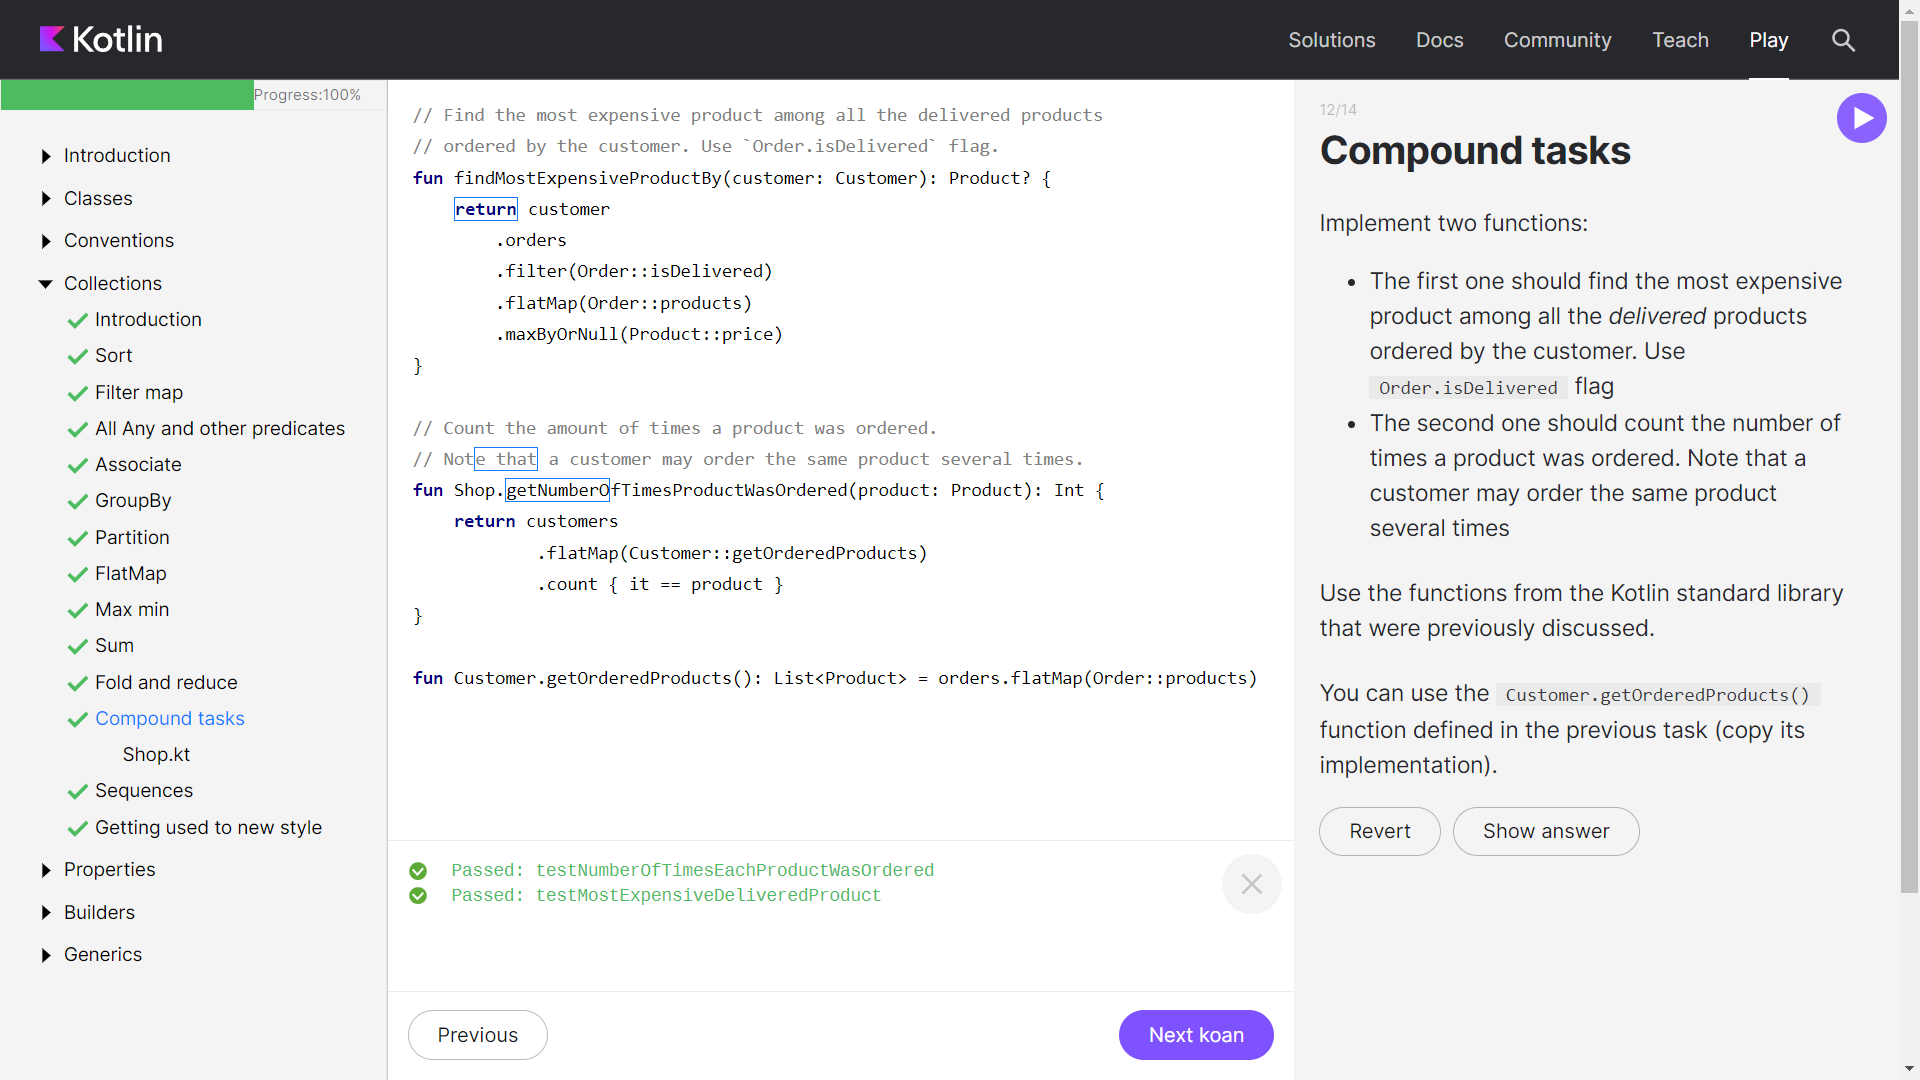 Kotlin
Solutions
Docs
Community
Teach
Play
Progress:100%
Introduction
Classes
Conventions
Collections
Introduction
Sort
Filter map
All Any and other predicates
Associate
GroupBy
Partition
FlatMap
Max min
Sum
Fold and reduce
Compound tasks
Shop.kt
Sequences
Getting used to new style
Properties
Builders
Generics
// Find the most expensive product among all the delivered products
// ordered by the customer. Use `Order.isDelivered` flag.
fun findMostExpensiveProductBy(customer: Customer): Product? {
    return customer
        .orders
        .filter(Order::isDelivered)
        .flatMap(Order::products)
        .maxByOrNull(Product::price)
}
// Count the amount of times a product was ordered.
// Note that a customer may order the same product several times.
fun Shop.getNumberOfTimesProductWasOrdered(product: Product): Int {
    return customers
            .flatMap(Customer::getOrderedProducts)
            .count { it == product }
}
fun Customer.getOrderedProducts(): List<Product> = orders.flatMap(Order::products)
Passed: testNumberOfTimesEachProductWasOrdered
Passed: testMostExpensiveDeliveredProduct
Previous
Next koan
12/14
Compound tasks
Implement two functions:
• The first one should find the most expensive
product among all the delivered products
ordered by the customer. Use
Order.isDelivered flag
• The second one should count the number of
times a product was ordered. Note that a
customer may order the same product
several times
Use the functions from the Kotlin standard library
that were previously discussed.
You can use the Customer.getOrderedProducts()
function defined in the previous task (copy its
implementation).
Revert
Show answer